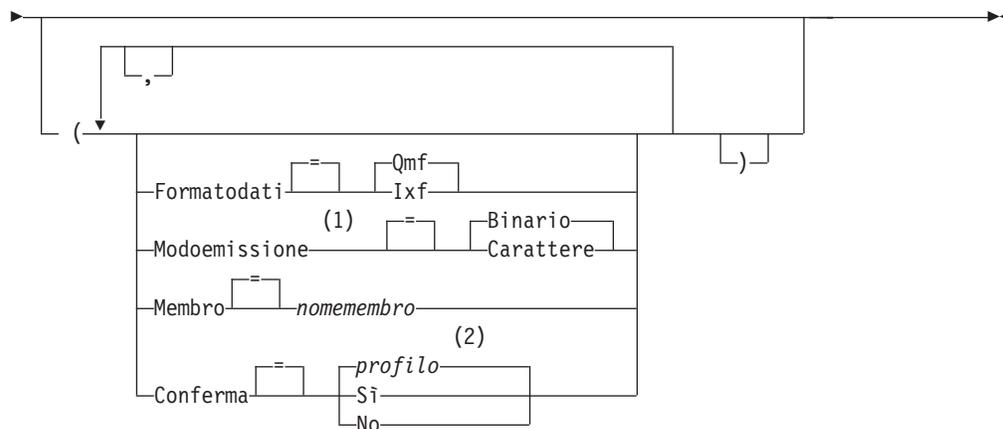 ,
(
)
= Qmf
Formatodati Ixf
(1)
= Binario
Modoemissione Carattere
=
Membro nomemembro
(2)
= profilo
Conferma Sì
No